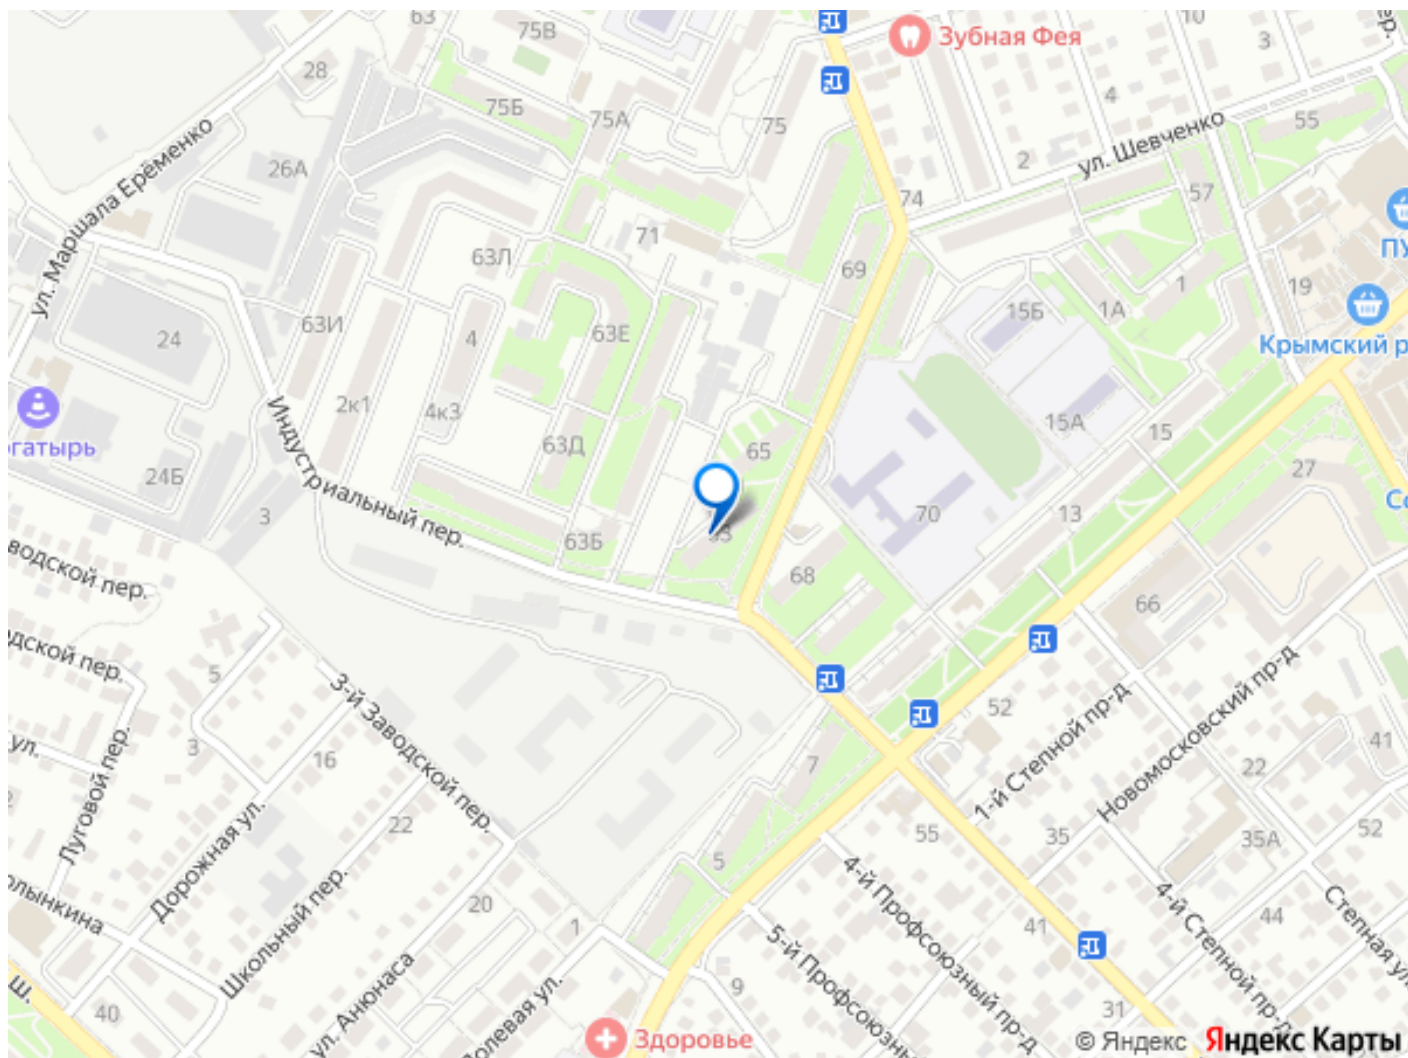 63
75В
10
Зубная Фея
3
28
75Б
75А
75
4
55
ул. Шевченко
2
26А
ул. Маршала Ерёменко
74
57
71
63Л
69
ПУ
15Б
1А
1
19
63И
24
4
63Е
Крымский р
2к1
4к3
15А
15
гатырь
63Д
65
24Б
27
Индустриальный пер.
3
70
13
63Б
68
66
водской пер.
дской пер.
5
3-й Заводской пер.
3
16
52
1-й Степной пр-д
Новомосковский пр-д
41
ул.
7
22
Луговой пер.
Дорожная ул.
22
55
35
35А
52
5
4-й Профсоюзный пр-д
4-й Степной пр-д
Степная ул
лынкина
Школьный пер.
20
1
41
44
5-й Профсоюзны
ул. Анюнаса
олевая ул.
9
ш.
40
31
Здоровье
© Яндекс Яндекс Карты